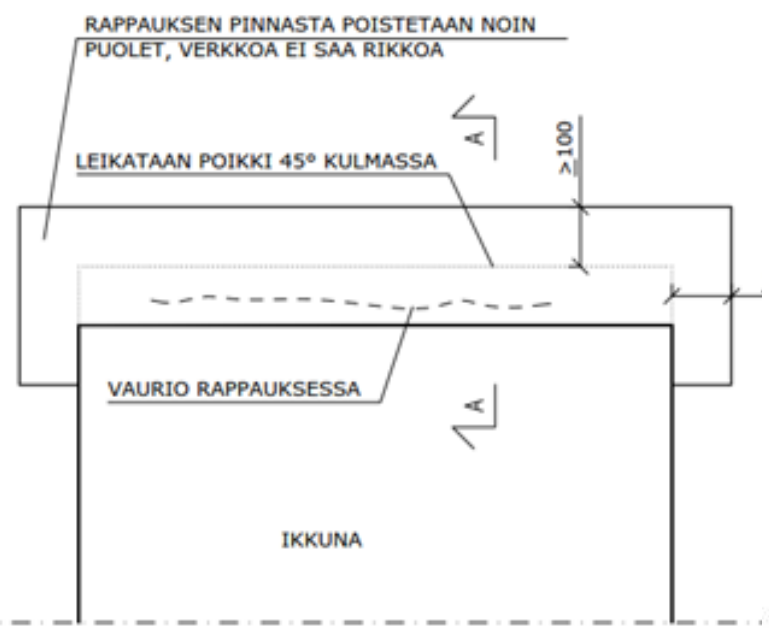 RAPPAUKSEN PINNASTA POISTETAAN NOIN
PUOLET, VERKKOA EI SAA RIKKOA
A
≥100
LEIKATAAN POIKKI 45° KULMASSA
VAURIO RAPPAUKSESSA
A
IKKUNA